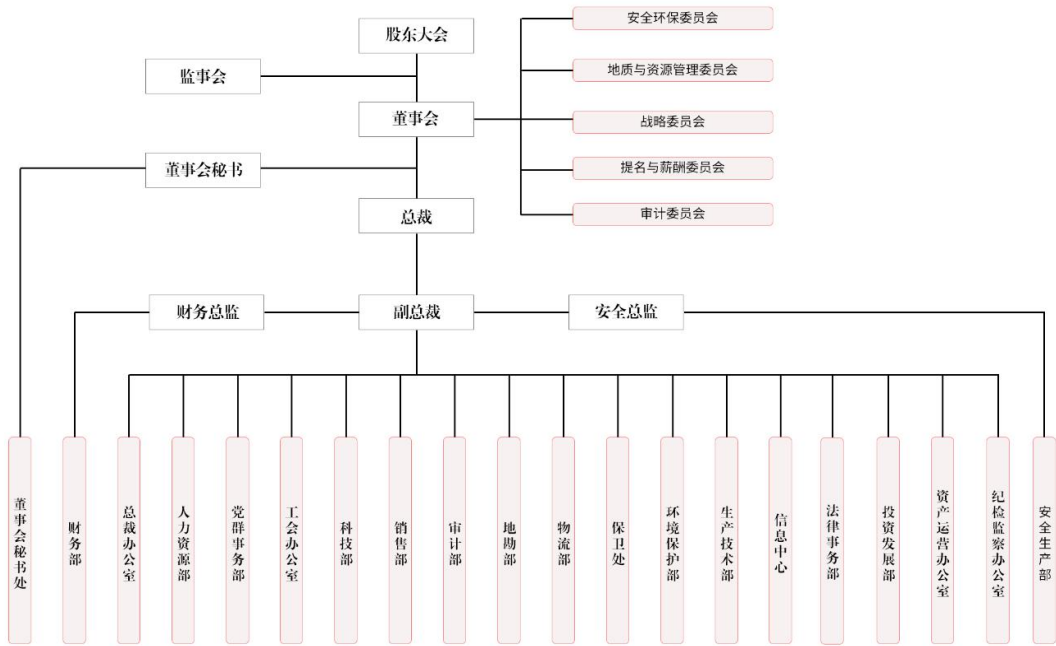 股东大会
监事会
董事会
董事会秘书
总裁
安全环保委员会
地质与资源管理委员会
战略委员会
提名与薪酬委员会
审计委员会
财务总监
副总裁
安全总监
董事会秘书处
财务部
总裁办公室
人力资源部
党群事务部
工会办公室
科技部
销售部
审计部
地勘部
物流部
保卫处
环境保护部
生产技术部
信息中心
法律事务部
投资发展部
资产运营办公室
纪检监察办公室
安全生产部